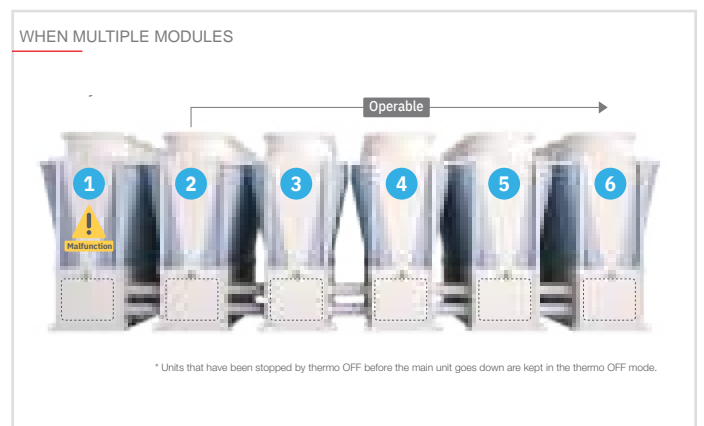 WHEN MULTIPLE MODULES
Operable
1 2 3 4 5 6
Malfunction
* Units that have been stopped by thermo OFF before the main unit goes down are kept in the thermo OFF mode.